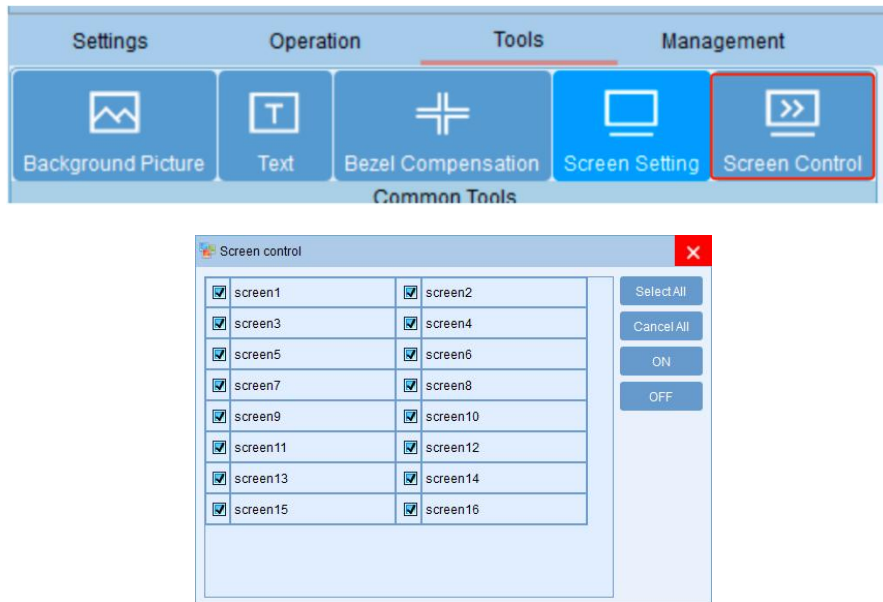 Settings Operation Tools Management
Background Picture Text Bezel Compensation Screen Setting Screen Control
Common Tools
Screen control
screen1 screen2 Select All
screen3 screen4 Cancel All
screen5 screen6 ON
screen7 screen8 OFF
screen9 screen10
screen11 screen12
screen13 screen14
screen15 screen16